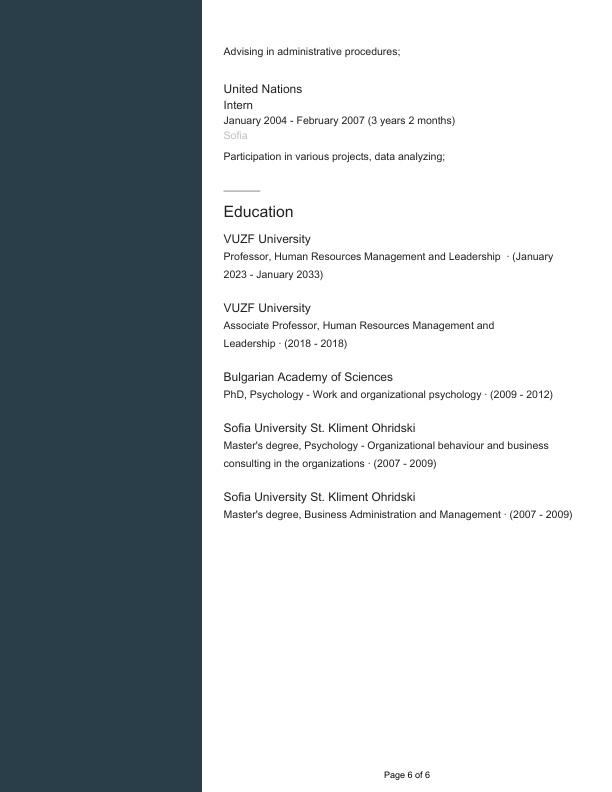 Advising in administrative procedures;
United Nations
Intern
January 2004 - February 2007 (3 years 2 months)
Sofia
Participation in various projects, data analyzing;
Education
VUZF University
Professor, Human Resources Management and Leadership · (January
2023 - January 2033)
VUZF University
Associate Professor, Human Resources Management and
Leadership · (2018 - 2018)
Bulgarian Academy of Sciences
PhD, Psychology - Work and organizational psychology · (2009 - 2012)
Sofia University St. Kliment Ohridski
Master's degree, Psychology - Organizational behaviour and business
consulting in the organizations · (2007 - 2009)
Sofia University St. Kliment Ohridski
Master's degree, Business Administration and Management · (2007 - 2009)
Page 6 of 6